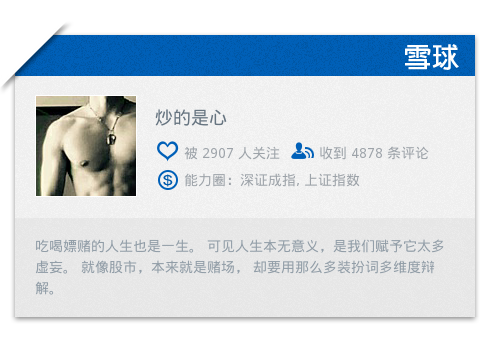 雪球
炒的是心
被 2907 人关注 收到 4878 条评论
能力圈：深证成指, 上证指数
吃喝嫖赌的人生也是一生。 可见人生本无意义，是我们赋予它太多
虚妄。 就像股市，本来就是赌场， 却要用那么多装扮词多维度辩
解。